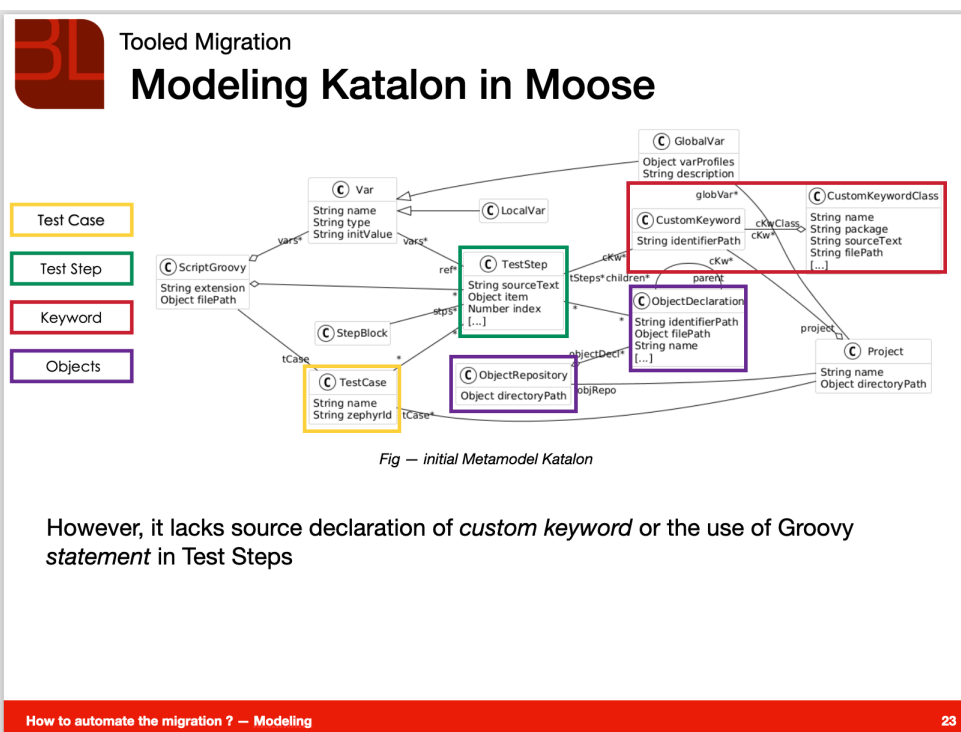 BL
Tooled Migration
Modeling Katalon in Moose
Test Case
Test Step
Keyword
Objects
C GlobalVar
Object varProfiles
String description
globVar*
C Var
String name
String type
String initValue
vars*
vars*
C LocalVar
C CustomKeyword
String identifierPath
cKwClass
cKw*
C CustomKeywordClass
String name
String package
String sourceText
String filePath
[...]
C ScriptGroovy
String extension
Object filePath
ref*
*
stps*
*
C TestStep
String sourceText
Object item
Number index
[...]
cKw*
tSteps*
children*
cKw*
parent
*
*
C ObjectDeclaration
String identifierPath
Object filePath
String name
[...]
C StepBlock
tCase
*
C TestCase
String name
String zephyrId
tCase*
objectDecl*
C ObjectRepository
Object directoryPath
objRepo
project
C Project
String name
Object directoryPath
Fig — initial Metamodel Katalon
However, it lacks source declaration of custom keyword or the use of Groovy
statement in Test Steps
How to automate the migration ? — Modeling
23